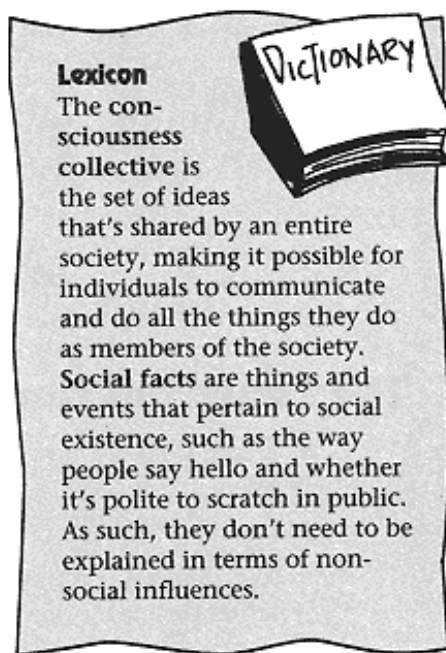 DICTIONARY
Lexicon
The con-
sciousness
collective is
the set of ideas
that's shared by an entire
society, making it possible for
individuals to communicate
and do all the things they do
as members of the society.
Social facts are things and
events that pertain to social
existence, such as the way
people say hello and whether
it's polite to scratch in public.
As such, they don't need to be
explained in terms of non-
social influences.